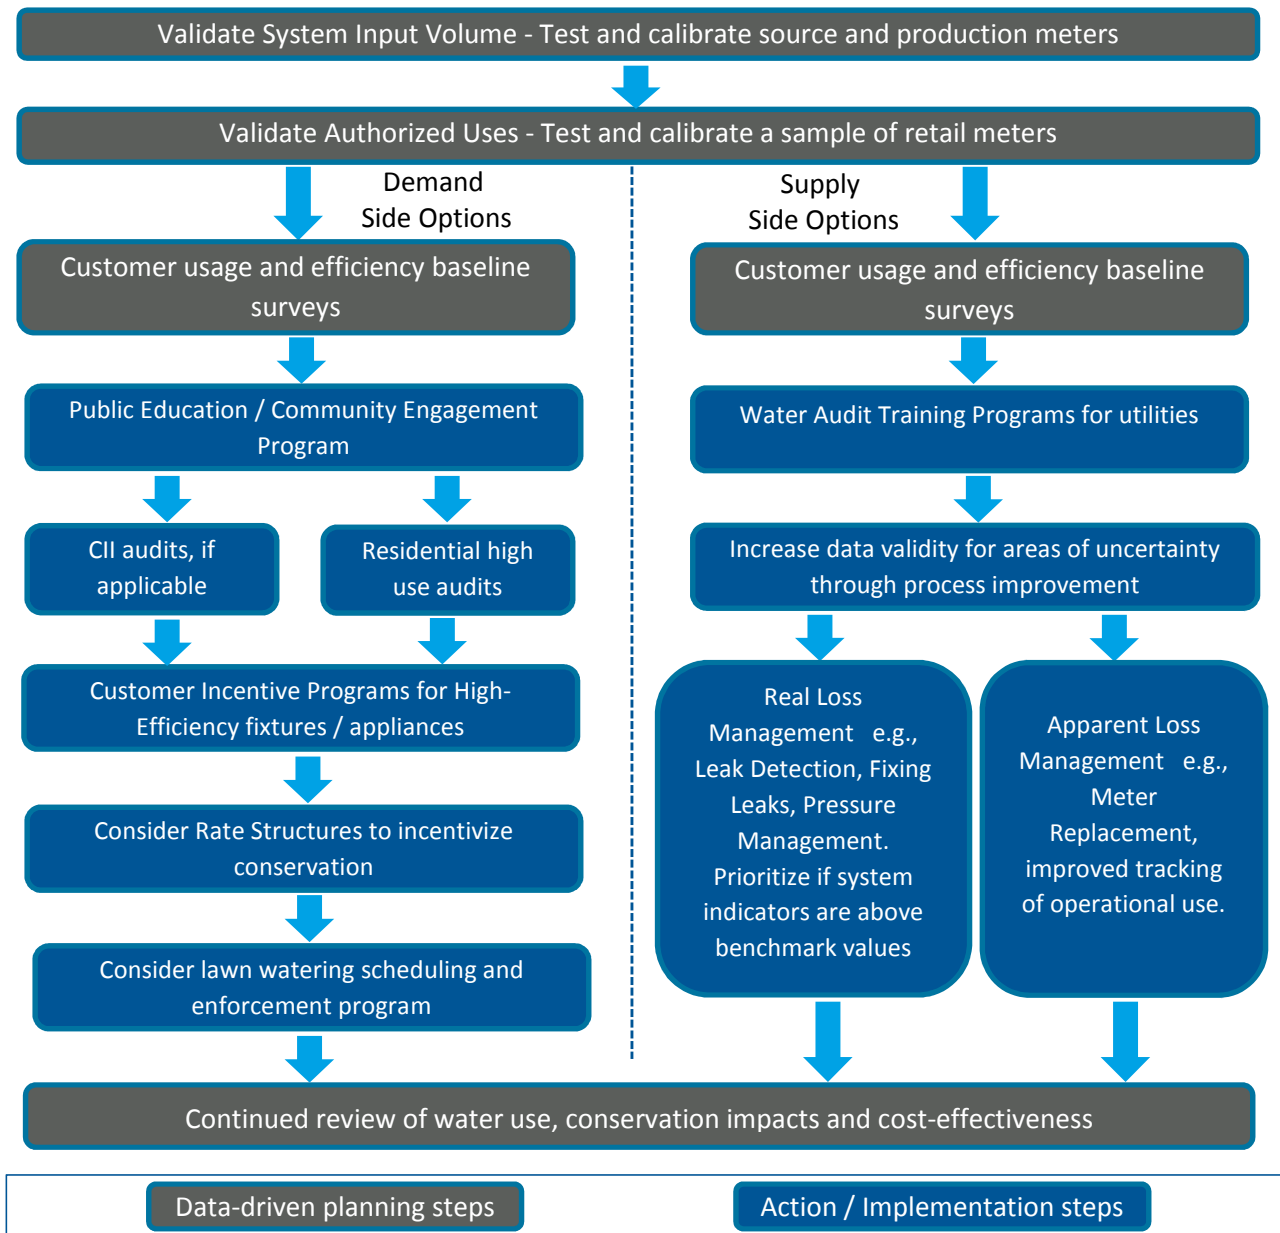 Validate System Input Volume - Test and calibrate source and production meters
Validate Authorized Uses - Test and calibrate a sample of retail meters
Demand
Side Options
Supply
Side Options
Customer usage and efficiency baseline
surveys
Customer usage and efficiency baseline
surveys
Public Education / Community Engagement
Program
Water Audit Training Programs for utilities
CII audits, if
applicable
Residential high
use audits
Increase data validity for areas of uncertainty
through process improvement
Customer Incentive Programs for High-
Efficiency fixtures / appliances
Real Loss
Management e.g.,
Leak Detection, Fixing
Leaks, Pressure
Management.
Prioritize if system
indicators are above
benchmark values
Apparent Loss
Management e.g.,
Meter
Replacement,
improved tracking
of operational use.
Consider Rate Structures to incentivize
conservation
Consider lawn watering scheduling and
enforcement program
Continued review of water use, conservation impacts and cost-effectiveness
Data-driven planning steps
Action / Implementation steps